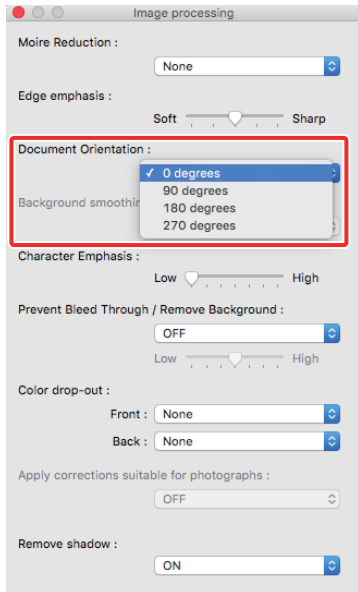 Image processing
Moire Reduction :
None
Edge emphasis :
Soft Sharp
Document Orientation :
✓ 0 degrees
90 degrees
Background smoothin
180 degrees
270 degrees
Character Emphasis :
Low High
Prevent Bleed Through / Remove Background :
OFF
Low High
Color drop-out :
Front : None
Back : None
Apply corrections suitable for photographs :
OFF
Remove shadow :
ON